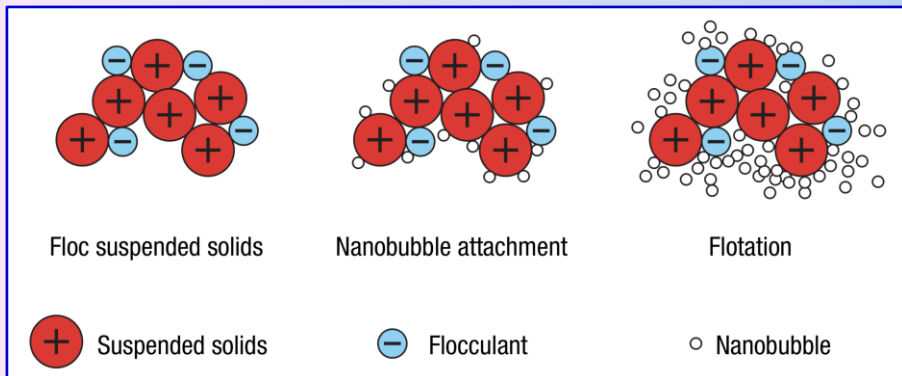 Floc suspended solids
Nanobubble attachment
Flotation
+ Suspended solids
− Flocculant
Nanobubble